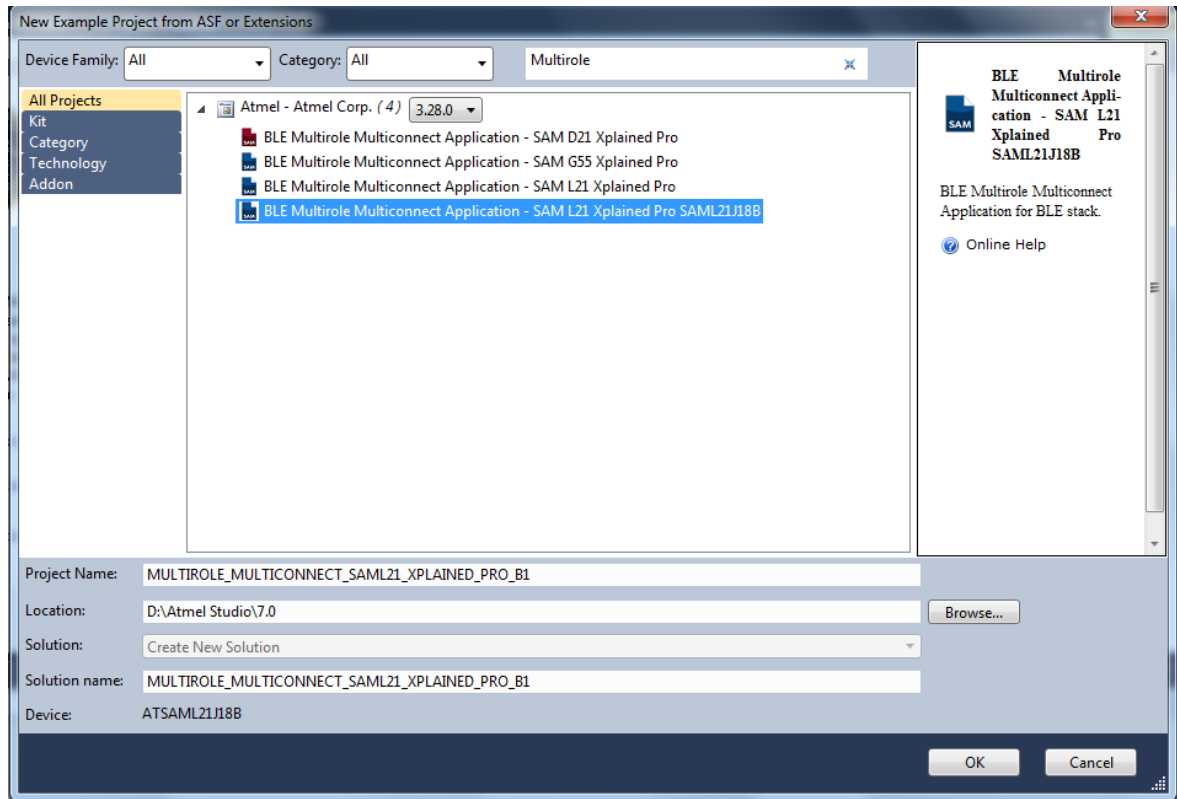 New Example Project from ASF or Extensions
Device Family: All Category: All Multirole
All Projects
Kit
Category
Technology
Addon
Atmel - Atmel Corp. (4) 3.28.0
BLE Multirole Multiconnect Application - SAM D21 Xplained Pro
BLE Multirole Multiconnect Application - SAM G55 Xplained Pro
BLE Multirole Multiconnect Application - SAM L21 Xplained Pro
BLE Multirole Multiconnect Application - SAM L21 Xplained Pro SAML21J18B
SAM
BLE Multirole
Multiconnect Appli-
cation - SAM L21
Xplained Pro
SAML21J18B
BLE Multirole Multiconnect
Application for BLE stack.
Online Help
Project Name: MULTIROLE_MULTICONNECT_SAML21_XPLAINED_PRO_B1
Location: D:\Atmel Studio\7.0 Browse...
Solution: Create New Solution
Solution name: MULTIROLE_MULTICONNECT_SAML21_XPLAINED_PRO_B1
Device: ATSAML21J18B
OK Cancel